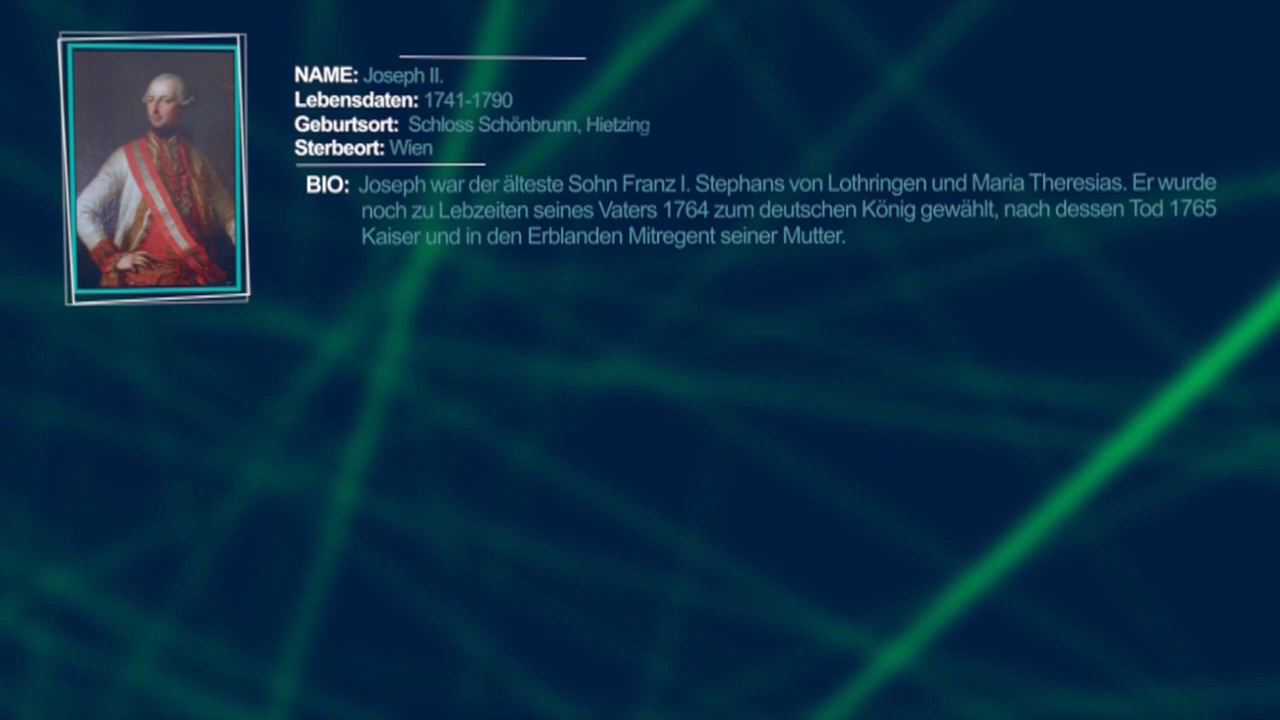 NAME: Joseph II.
Lebensdaten: 1741-1790
Geburtsort: Schloss Schönbrunn, Hietzing
Sterbeort: Wien
BIO: Joseph war der älteste Sohn Franz I. Stephans von Lothringen und Maria Theresias. Er wurde
noch zu Lebzeiten seines Vaters 1764 zum deutschen König gewählt, nach dessen Tod 1765
Kaiser und in den Erblanden Mitregent seiner Mutter.